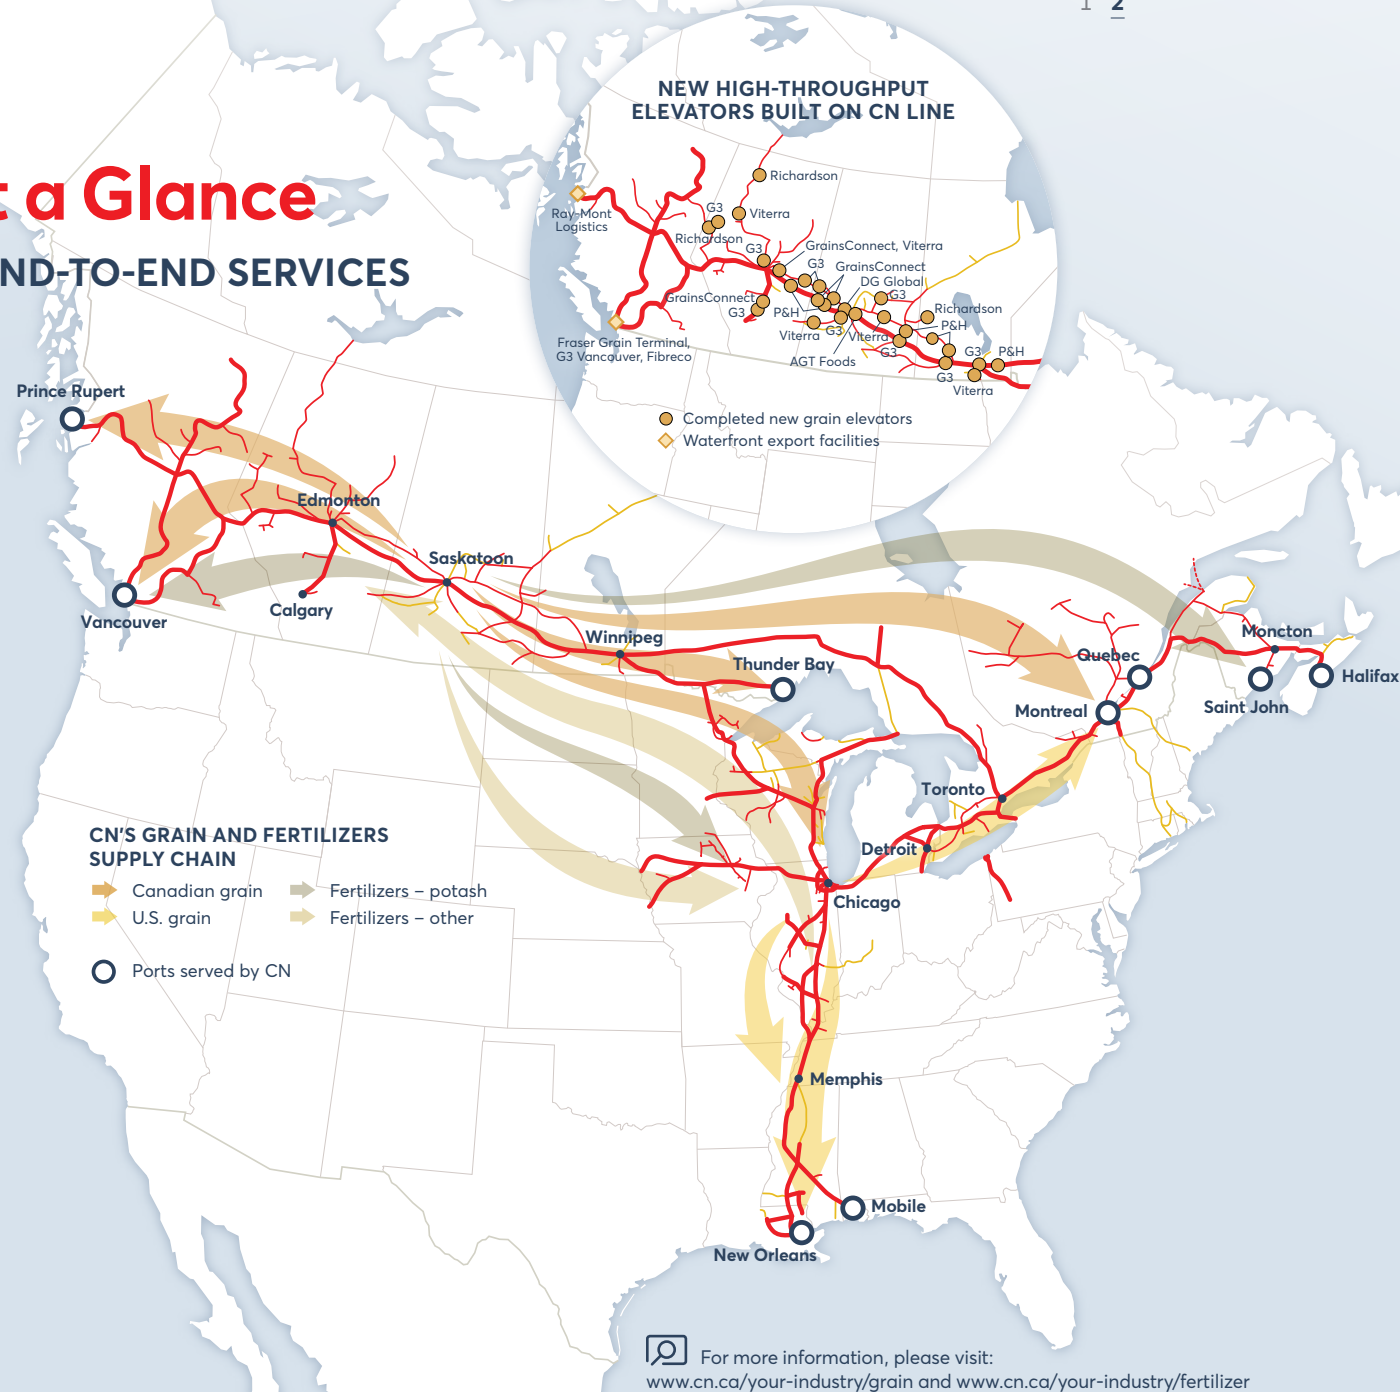 1 2
t a Glance
ND-TO-END SERVICES
NEW HIGH-THROUGHPUT
ELEVATORS BUILT ON CN LINE
Richardson
G3
Viterra
Ray-Mont
Logistics
Richardson
G3
GrainsConnect, Viterra
G3
GrainsConnect
DG Global
GrainsConnect
G3
G3
P&H
Richardson
P&H
Viterra
G3
Viterra
Fraser Grain Terminal,
G3 Vancouver, Fibreco
AGT Foods
G3
G3
P&H
G3
Viterra
Completed new grain elevators
Waterfront export facilities
Prince Rupert
Edmonton
Saskatoon
Calgary
Vancouver
Winnipeg
Thunder Bay
Moncton
Quebec
Halifax
Saint John
Montreal
Toronto
Detroit
Chicago
CN'S GRAIN AND FERTILIZERS
SUPPLY CHAIN
Canadian grain
Fertilizers – potash
U.S. grain
Fertilizers – other
Ports served by CN
Memphis
Mobile
New Orleans
For more information, please visit:
www.cn.ca/your-industry/grain and www.cn.ca/your-industry/fertilizer